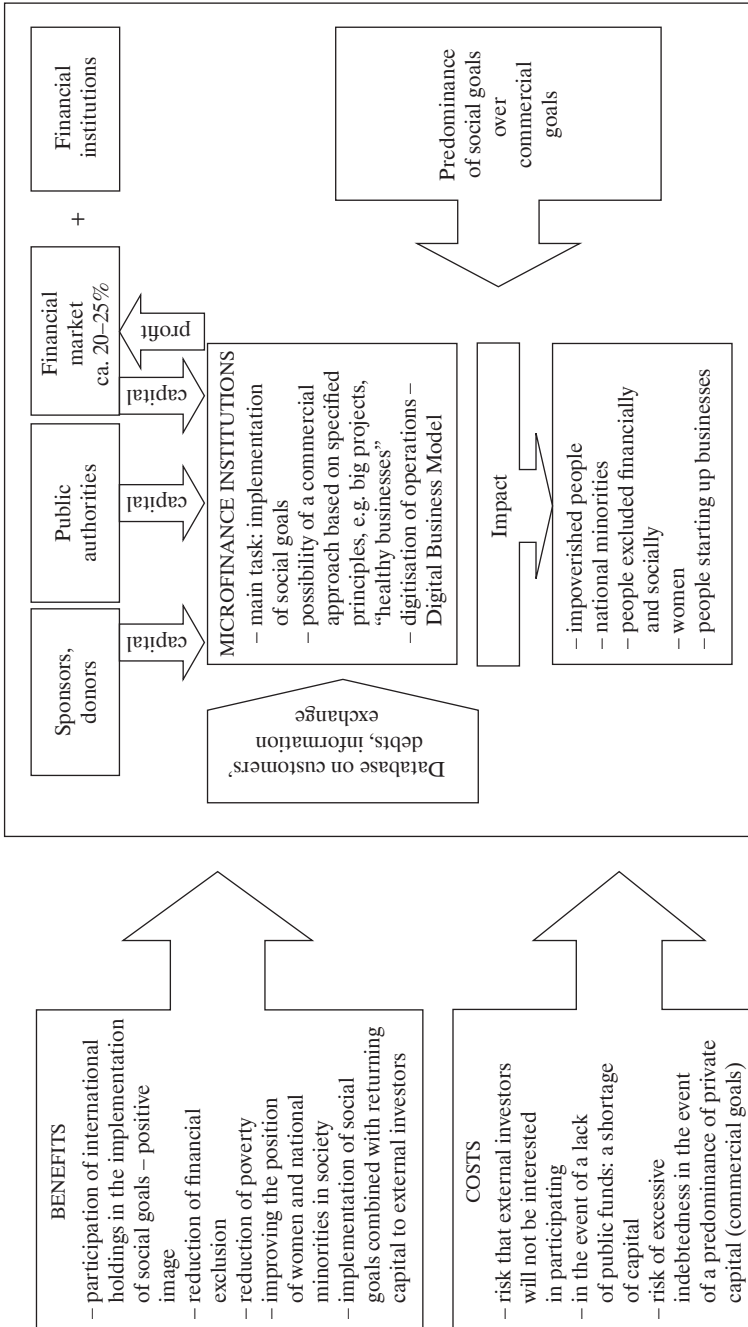 BENEFITS
– participation of international
holdings in the implementation
of social goals – positive
image
– reduction of financial
exclusion
– reduction of poverty
– improving the position
of women and national
minorities in society
– implementation of social
goals combined with returning
capital to external investors
COSTS
– risk that external investors
will not be interested
in participating
– in the event of a lack
of public funds: a shortage
of capital
– risk of excessive
indebtedness in the event
of a predominance of private
capital (commercial goals)
Sponsors,
donors
Public
authorities
Financial
market
ca. 20–25%
+
Financial
institutions
capital
capital
capital
profit
Database on customers’
debts, information
exchange
MICROFINANCE INSTITUTIONS
– main task: implementation
of social goals
– possibility of a commercial
approach based on specified
principles, e.g. big projects,
“healthy businesses”
– digitisation of operations –
Digital Business Model
Impact
– impoverished people
– national minorities
– people excluded financially
and socially
– women
– people starting up businesses
Predominance
of social goals
over
commercial
goals